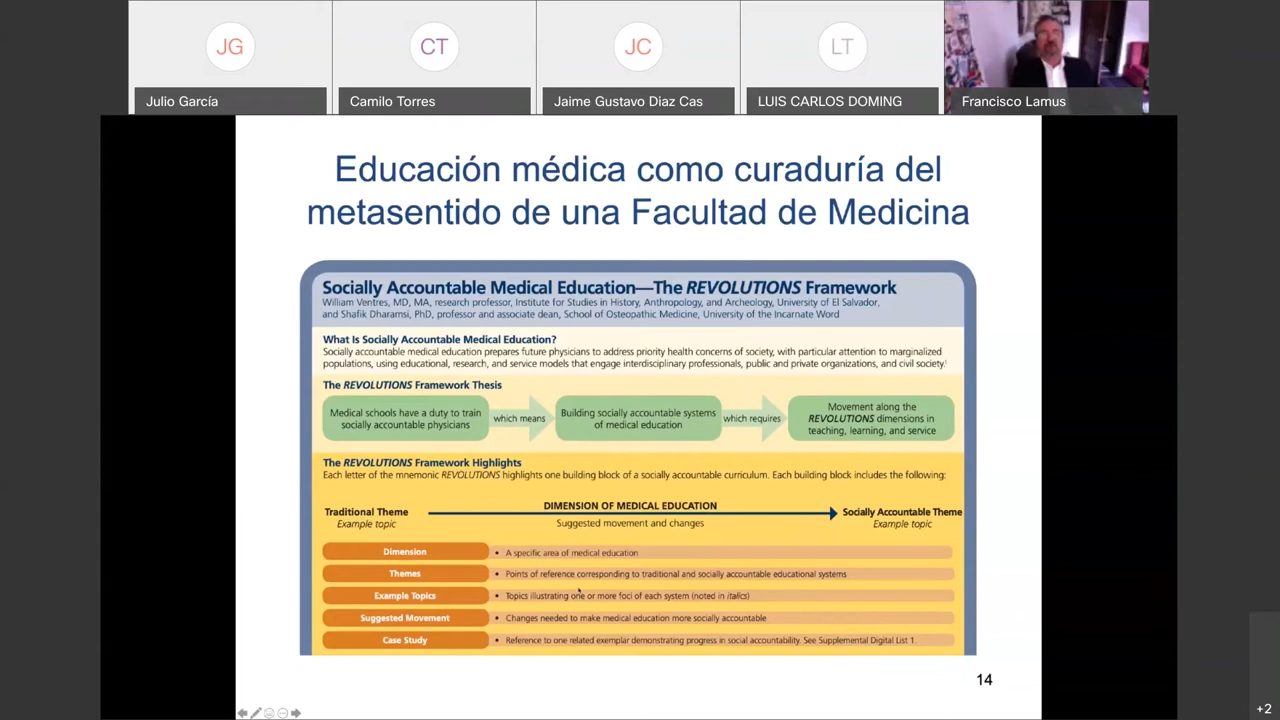 JG
CT
JC
LT
Julio García
Camilo Torres
Jaime Gustavo Diaz Cas
LUIS CARLOS DOMING
Francisco Lamus
Educación médica como curaduría del
metasentido de una Facultad de Medicina
Socially Accountable Medical Education—The REVOLUTIONS Framework
William Ventres, MD, MA, research professor, Institute for Studies in History, Anthropology, and Archeology, University of El Salvador,
and Shafik Dharamsi, PhD, professor and associate dean, School of Osteopathic Medicine, University of the Incarnate Word
What Is Socially Accountable Medical Education?
Socially accountable medical education prepares future physicians to address priority health concerns of society, with particular attention to marginalized
populations, using educational, research, and service models that engage interdisciplinary professionals, public and private organizations, and civil society.¹
The REVOLUTIONS Framework Thesis
Medical schools have a duty to train
socially accountable physicians
which means
Building socially accountable systems
of medical education
which requires
Movement along the
REVOLUTIONS dimensions in
teaching, learning, and service
The REVOLUTIONS Framework Highlights
Each letter of the mnemonic REVOLUTIONS highlights one building block of a socially accountable curriculum. Each building block includes the following:
Traditional Theme
Example topic
DIMENSION OF MEDICAL EDUCATION
Suggested movement and changes
Socially Accountable Theme
Example topic
Dimension
• A specific area of medical education
Themes
• Points of reference corresponding to traditional and socially accountable educational systems
Example Topics
• Topics illustrating one or more foci of each system (noted in italics)
Suggested Movement
• Changes needed to make medical education more socially accountable
Case Study
• Reference to one related exemplar demonstrating progress in social accountability. See Supplemental Digital List 1.
14
+2